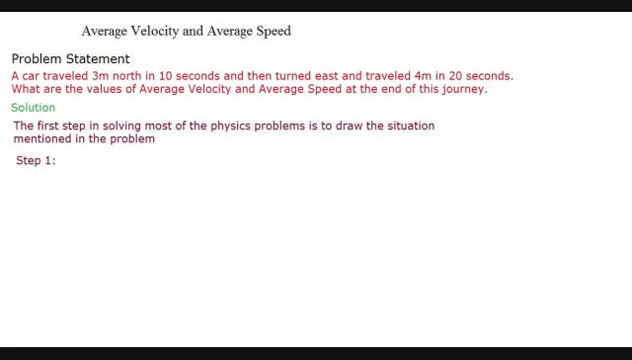 Average Velocity and Average Speed
Problem Statement
A car traveled 3m north in 10 seconds and then turned east and traveled 4m in 20 seconds.
What are the values of Average Velocity and Average Speed at the end of this journey.
Solution
The first step in solving most of the physics problems is to draw the situation
mentioned in the problem
Step 1: